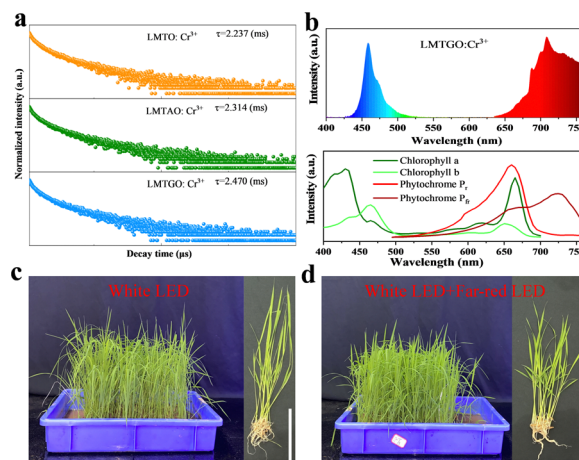 a
LMTO: Cr³⁺ τ=2.237 (ms)
LMTAO: Cr³⁺ τ=2.314 (ms)
LMTGO: Cr³⁺ τ=2.470 (ms)
Normalized intensity (a.u.)
Decay time (μs)
b
LMTGO:Cr³⁺
Intensity (a.u.)
400 450 500 550 600 650 700 750
Wavelength (nm)
Chlorophyll a
Chlorophyll b
Phytochrome Pr
Phytochrome Pfr
Intensity (a.u.)
400 450 500 550 600 650 700 750
Wavelength (nm)
c
White LED
d
White LED+Far-red LED